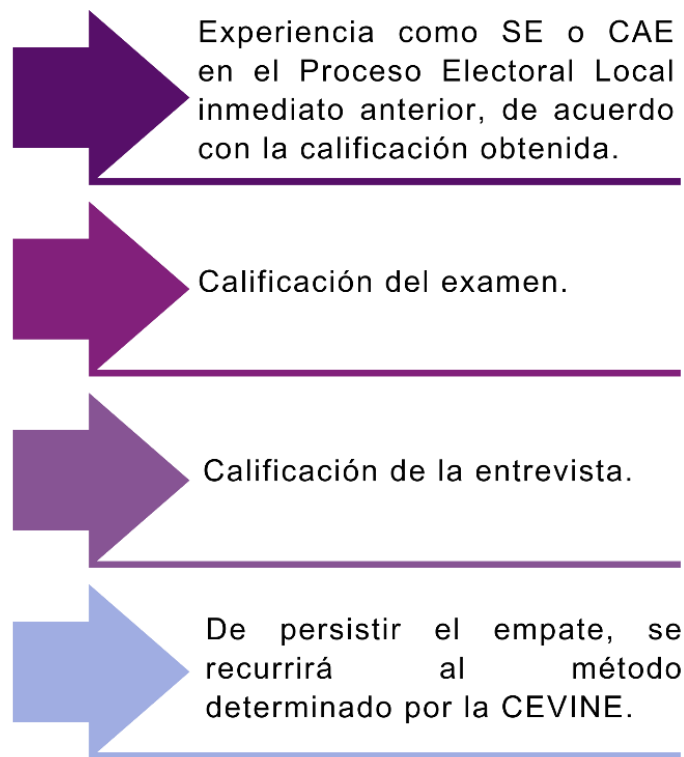 Experiencia como SE o CAE
en el Proceso Electoral Local
inmediato anterior, de acuerdo
con la calificación obtenida.
Calificación del examen.
Calificación de la entrevista.
De persistir el empate, se
recurrirá al método
determinado por la CEVINE.